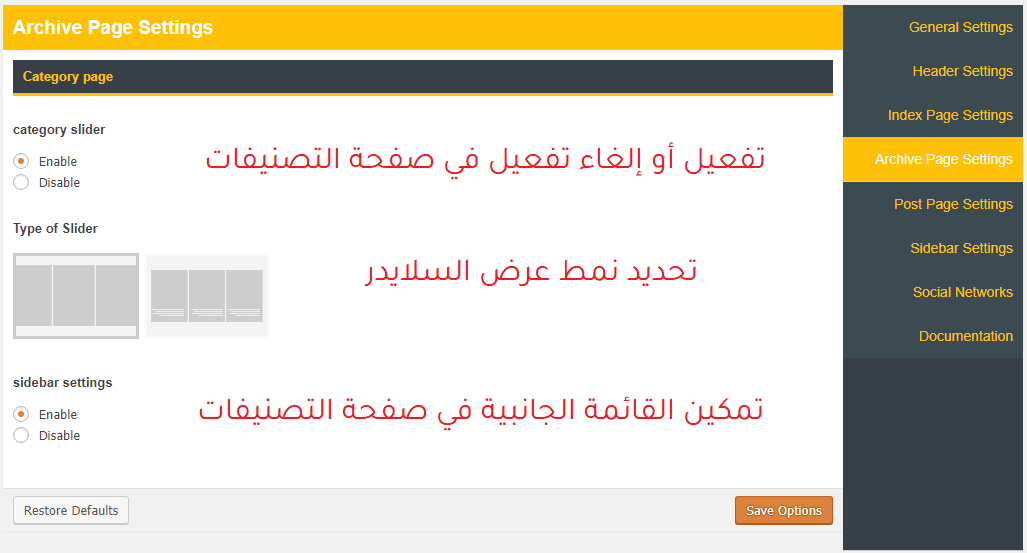 Archive Page Settings
Category page
category slider
Enable
Disable
تفعيل أو إلغاء تفعيل في صفحة التصنيفات
Type of Slider
تحديد نمط عرض السلايدر
sidebar settings
Enable
Disable
تمكين القائمة الجانبية في صفحة التصنيفات
Restore Defaults
Save Options
General Settings
Header Settings
Index Page Settings
Archive Page Settings
Post Page Settings
Sidebar Settings
Social Networks
Documentation